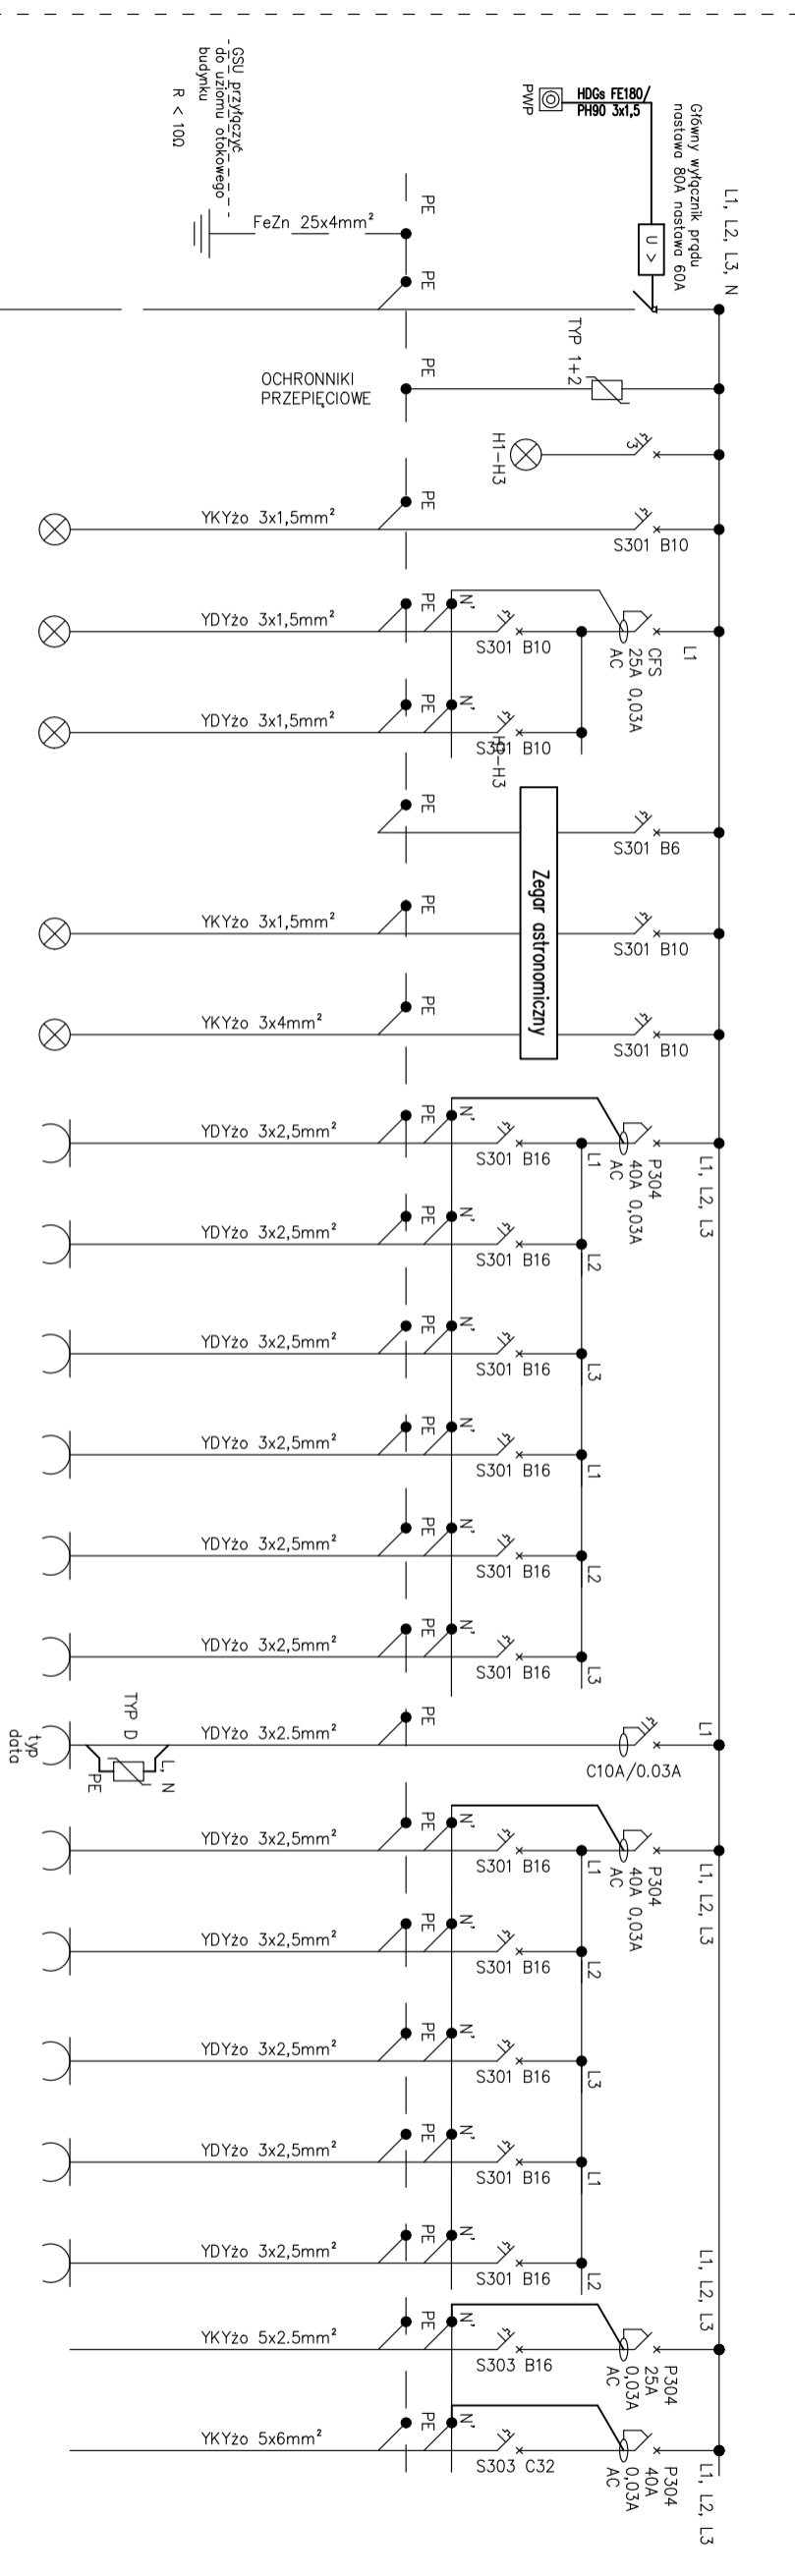 GSU przyłączyć
do uziomu otokowego
budynku
R < 10Ω
PWP
HDGs FE180/
PH90 3x1,5
Główny wyłącznik prądu
nastawa 80A nastawa 60A
L1, L2, L3, N
U >
FeZn 25x4mm²
PE
PE
PE
OCHRONNIKI
PRZEPIĘCIOWE
TYP 1+2
H1-H3
3
YKYżo 3x1,5mm²
PE
S301 B10
YDYżo 3x1,5mm²
PE
N'
S301 B10
CFS
25A 0,03A
AC
L1
YDYżo 3x1,5mm²
PE
N'
S301 B10
H1-H3
PE
S301 B6
Zegar astronomiczny
YKYżo 3x1,5mm²
PE
S301 B10
YKYżo 3x4mm²
PE
S301 B10
YDYżo 3x2,5mm²
PE
N'
S301 B16
L1
P304
40A 0,03A
AC
L1, L2, L3
YDYżo 3x2,5mm²
PE
N'
S301 B16
L2
YDYżo 3x2,5mm²
PE
N'
S301 B16
L3
YDYżo 3x2,5mm²
PE
N'
S301 B16
L1
YDYżo 3x2,5mm²
PE
N'
S301 B16
L2
YDYżo 3x2,5mm²
PE
N'
S301 B16
L3
typ
data
TYP D
L, N
PE
YDYżo 3x2.5mm²
PE
C10A/0.03A
L1
YDYżo 3x2,5mm²
PE
N'
S301 B16
L1
P304
40A 0,03A
AC
L1, L2, L3
YDYżo 3x2,5mm²
PE
N'
S301 B16
L2
YDYżo 3x2,5mm²
PE
N'
S301 B16
L3
YDYżo 3x2,5mm²
PE
N'
S301 B16
L1
YDYżo 3x2,5mm²
PE
N'
S301 B16
L2
YKYżo 5x2.5mm²
PE
N'
S303 B16
P304
25A
0,03A
AC
L1, L2, L3
YKYżo 5x6mm²
PE
N'
S303 C32
P304
40A
0,03A
AC
L1, L2, L3